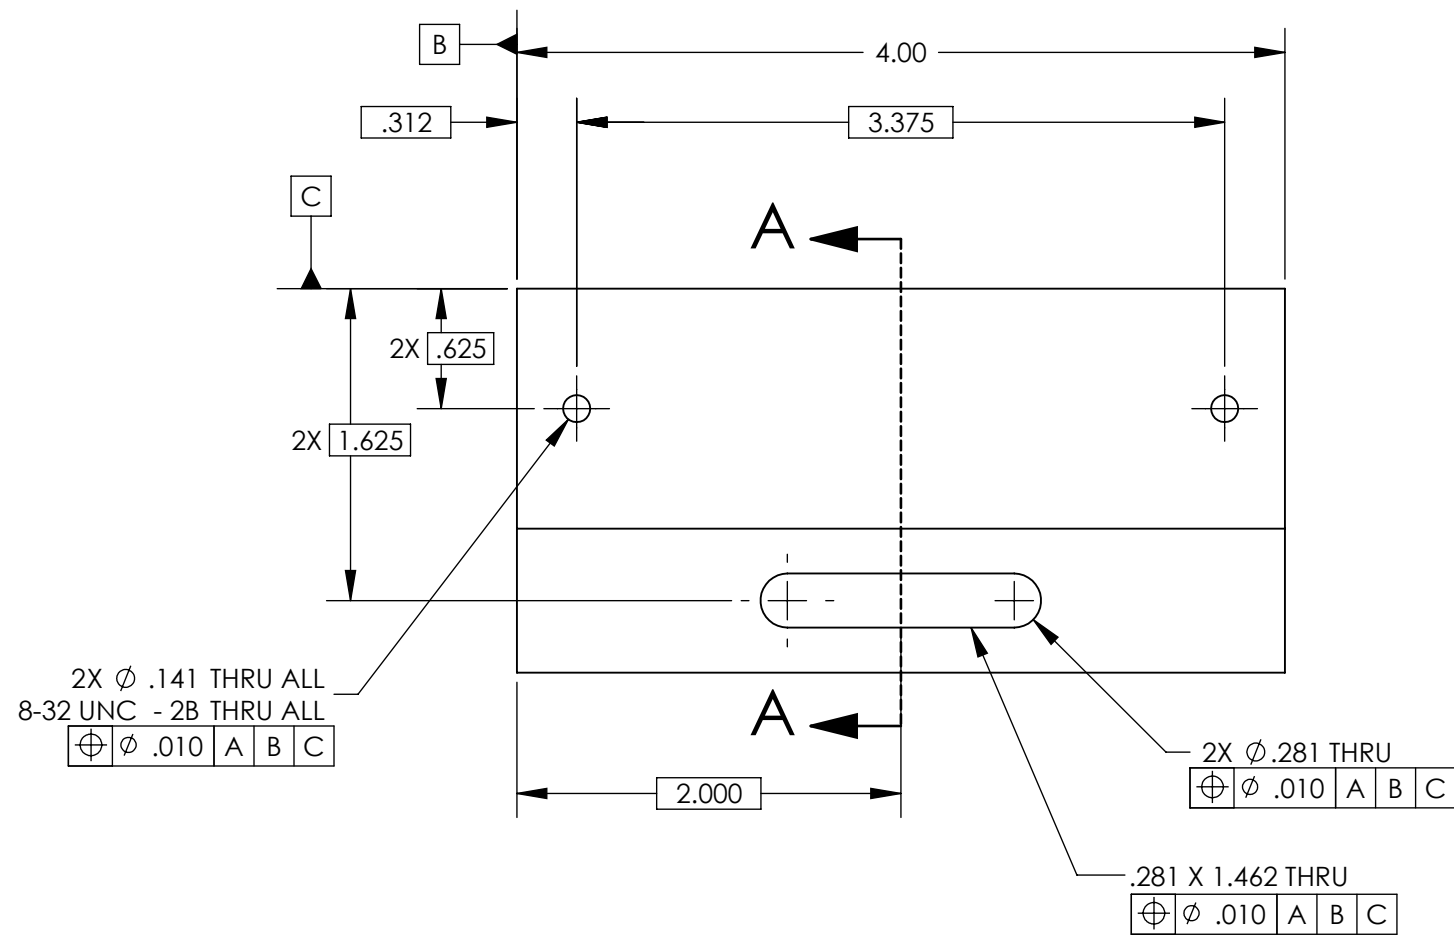 B
4.00
.312
3.375
C
A
2X .625
2X 1.625
2X ⌀ .141 THRU ALL
8-32 UNC - 2B THRU ALL
⌖ ⌀ .010 A B C
A
2.000
2X ⌀.281 THRU
⌖ ⌀ .010 A B C
.281 X 1.462 THRU
⌖ ⌀ .010 A B C